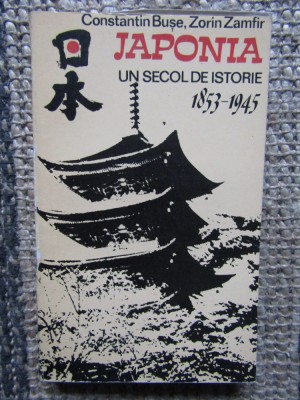 Constantin Bușe, Zorin Zamfir
日本
JAPONIA
UN SECOL DE ISTORIE
1853-1945